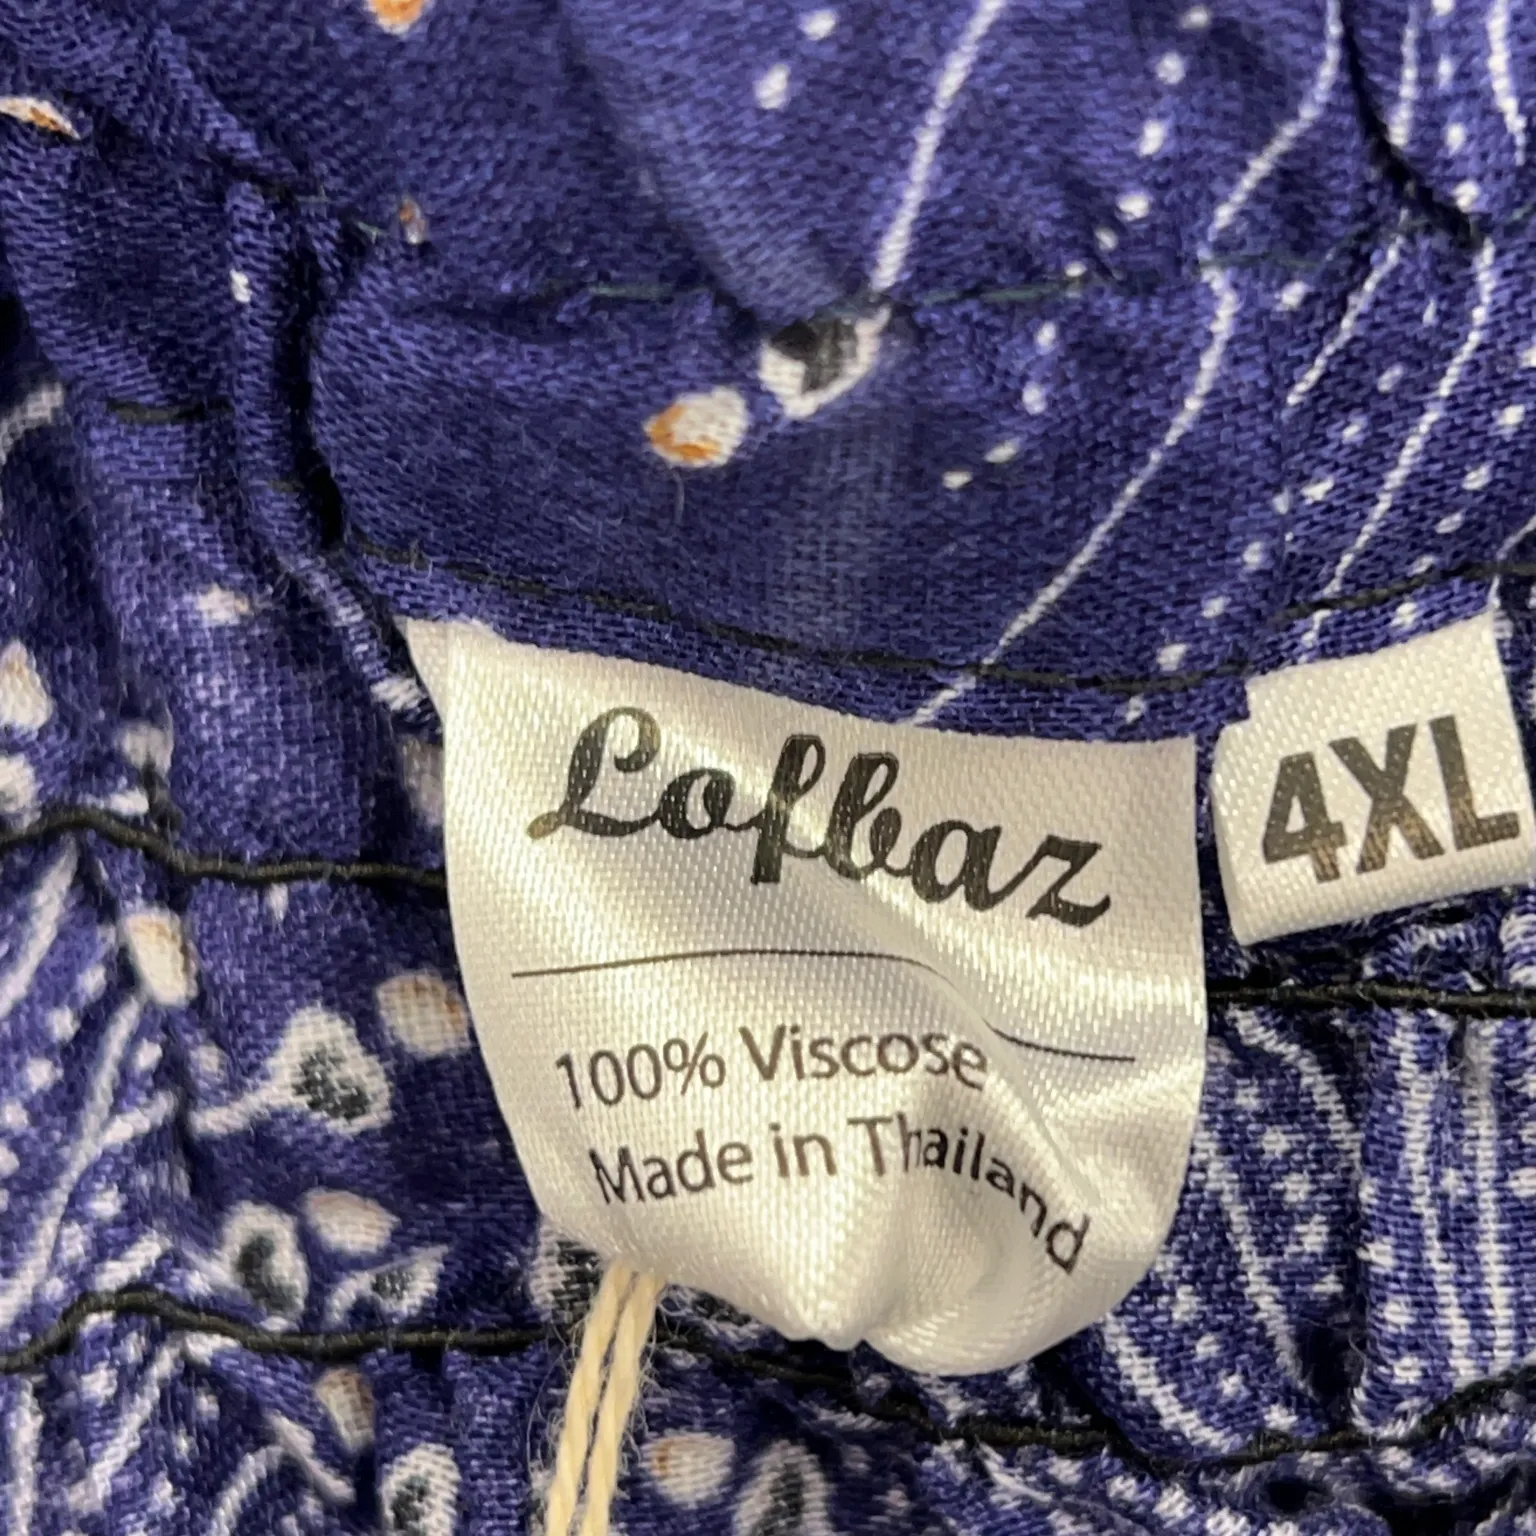 Lofbaz
4XL
100% Viscose
Made in Thailand